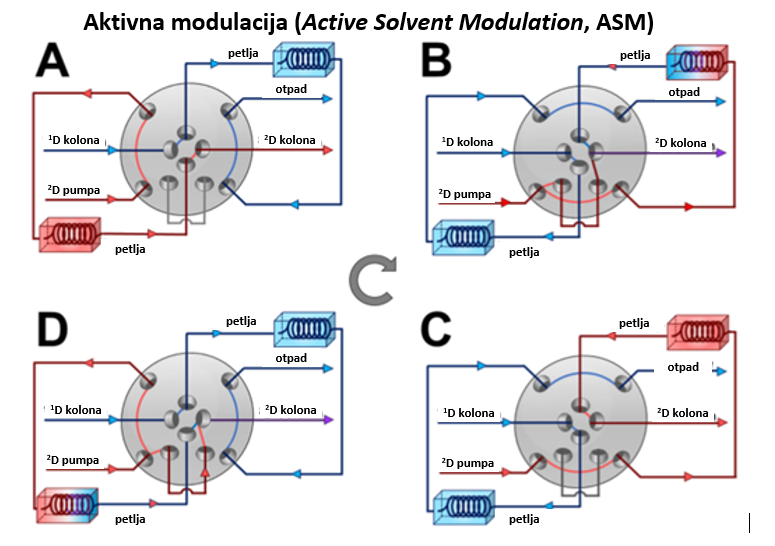 Aktivna modulacija (Active Solvent Modulation, ASM)
A
petlja
otpad
¹D kolona
²D kolona
²D pumpa
petlja
B
petlja
otpad
¹D kolona
²D kolona
²D pumpa
petlja
D
petlja
otpad
¹D kolona
²D kolona
²D pumpa
petlja
C
petlja
otpad
¹D kolona
²D kolona
²D pumpa
petlja